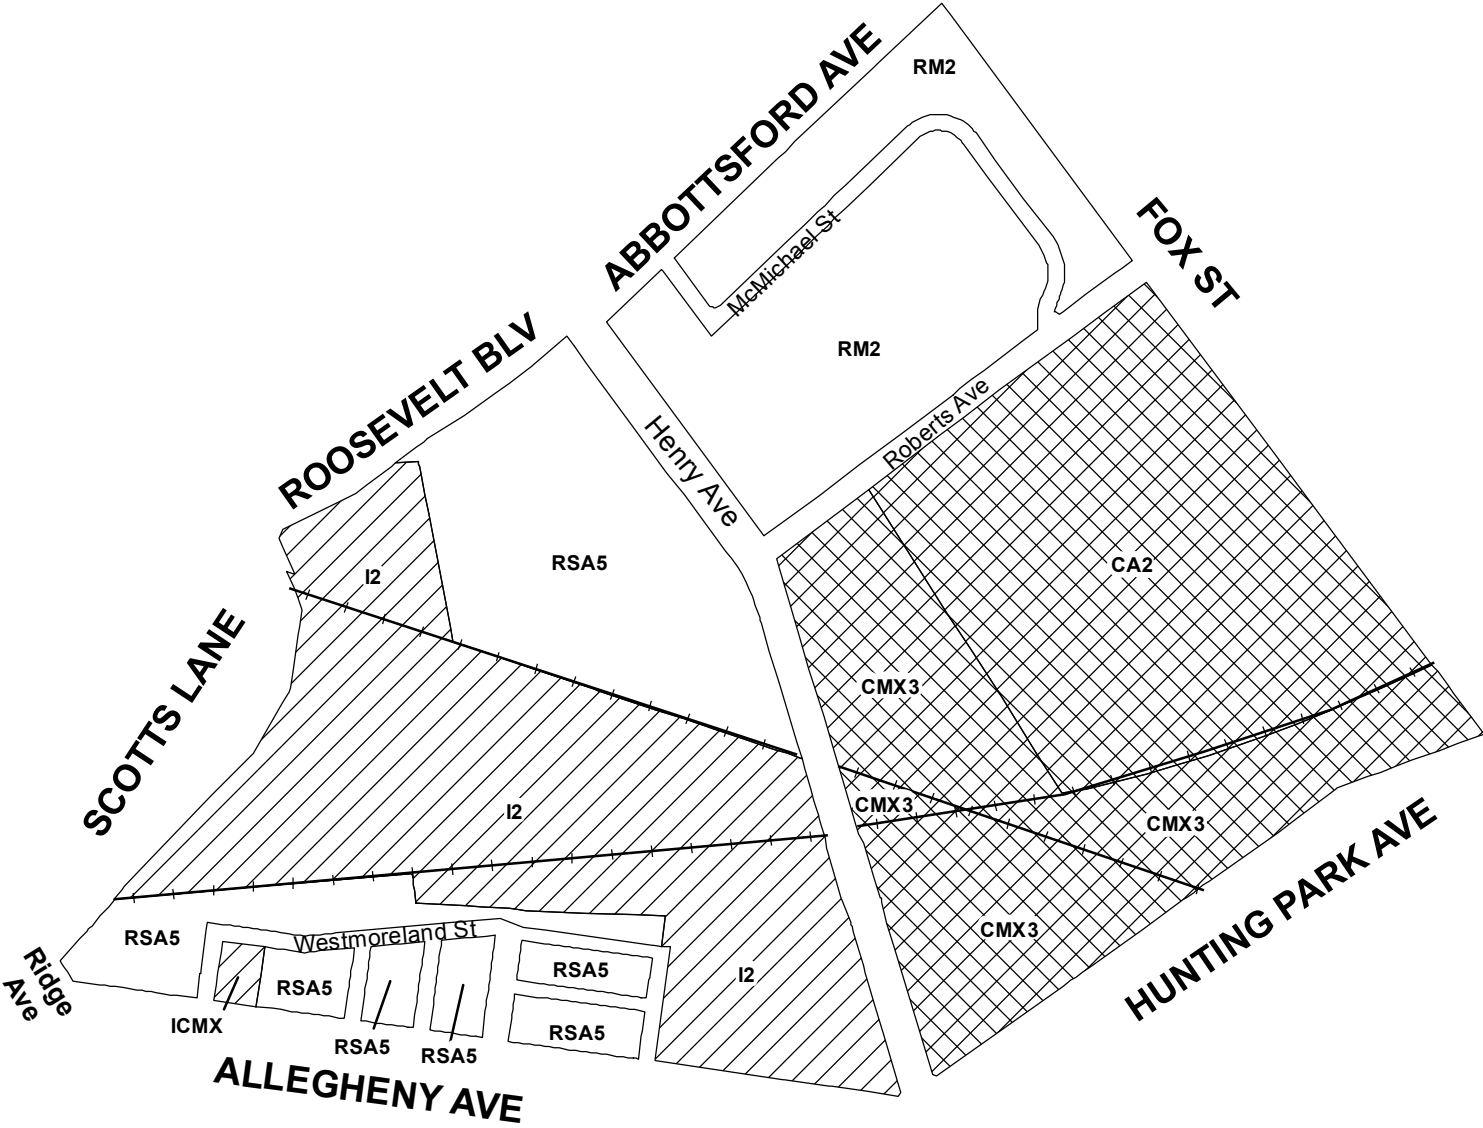 RM2
ABBOTTSFORD AVE
McMichael St
FOX ST
RM2
ROOSEVELT BLV
Henry Ave
Roberts Ave
I2
RSA5
CA2
SCOTTS LANE
CMX3
I2
CMX3
CMX3
HUNTING PARK AVE
RSA5
Westmoreland St
CMX3
Ridge
Ave
RSA5
RSA5
I2
ICMX
RSA5
RSA5
RSA5
ALLEGHENY AVE